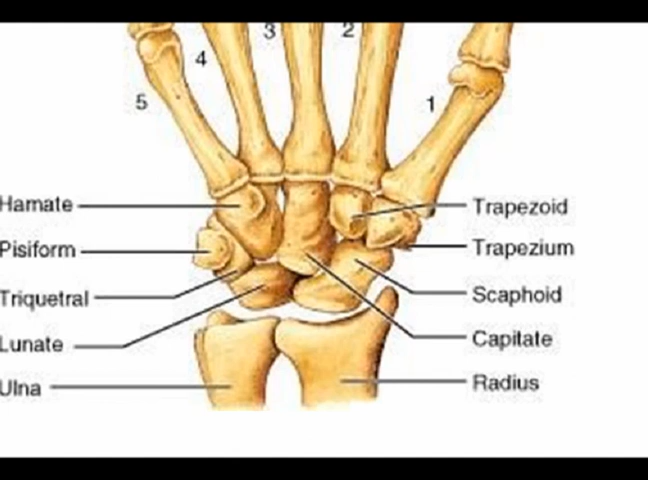 3
2
4
5
1
Hamate
Trapezoid
Pisiform
Trapezium
Triquetral
Scaphoid
Lunate
Capitate
Ulna
Radius